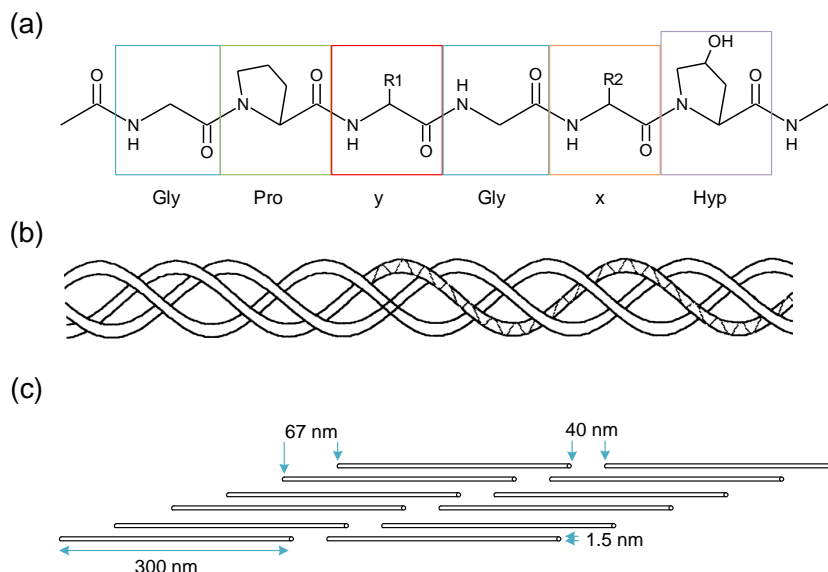 (a)
OH
O O R1 H O R2 O
N N N N
N H O N H O N H O N H
Gly Pro y Gly x Hyp
(b)
(c)
67 nm 40 nm
1.5 nm
300 nm